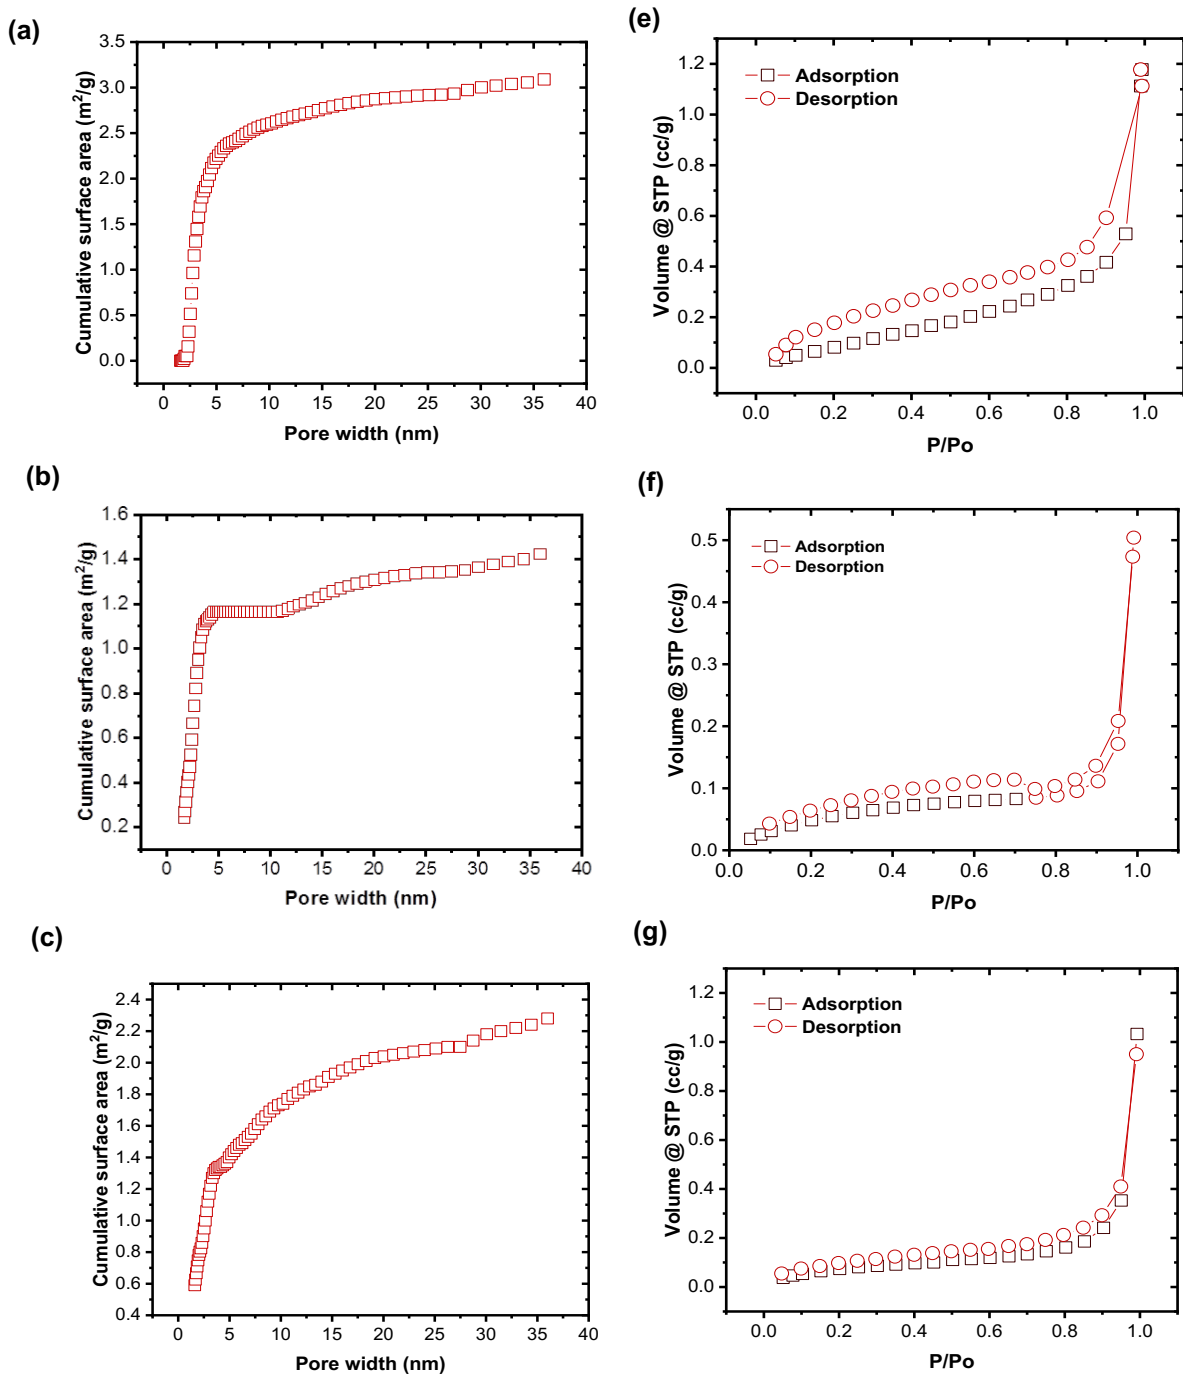 (a)
3.5
3.0
2.5
2.0
1.5
1.0
0.5
0.0
0 5 10 15 20 25 30 35 40
Cumulative surface area (m²/g)
Pore width (nm)
(e)
Adsorption
Desorption
1.2
1.0
0.8
0.6
0.4
0.2
0.0
0.0 0.2 0.4 0.6 0.8 1.0
Volume @ STP (cc/g)
P/Po
(b)
1.6
1.4
1.2
1.0
0.8
0.6
0.4
0.2
0 5 10 15 20 25 30 35 40
Cumulative surface area (m²/g)
Pore width (nm)
(f)
Adsorption
Desorption
0.5
0.4
0.3
0.2
0.1
0.0
0.0 0.2 0.4 0.6 0.8 1.0
Volume @ STP (cc/g)
P/Po
(c)
2.4
2.2
2.0
1.8
1.6
1.4
1.2
1.0
0.8
0.6
0.4
0 5 10 15 20 25 30 35 40
Cumulative surface area (m²/g)
Pore width (nm)
(g)
Adsorption
Desorption
1.2
1.0
0.8
0.6
0.4
0.2
0.0
0.0 0.2 0.4 0.6 0.8 1.0
Volume @ STP (cc/g)
P/Po